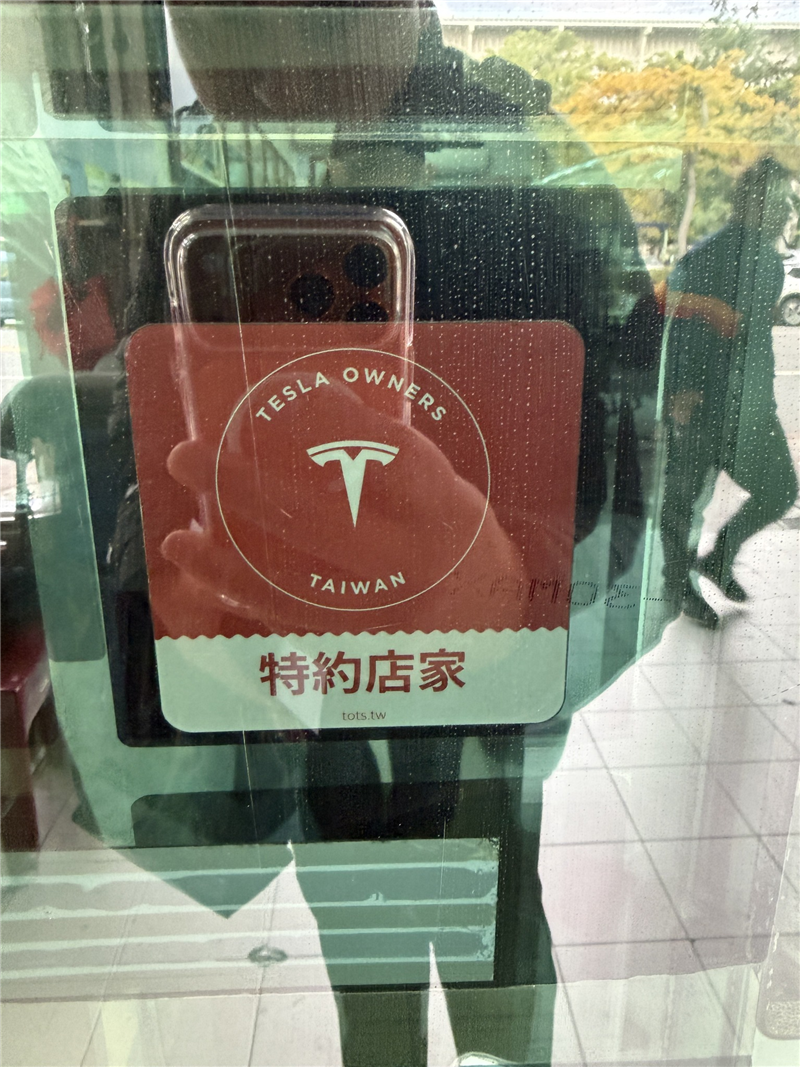 TESLA OWNERS
TAIWAN
特約店家
tots.tw